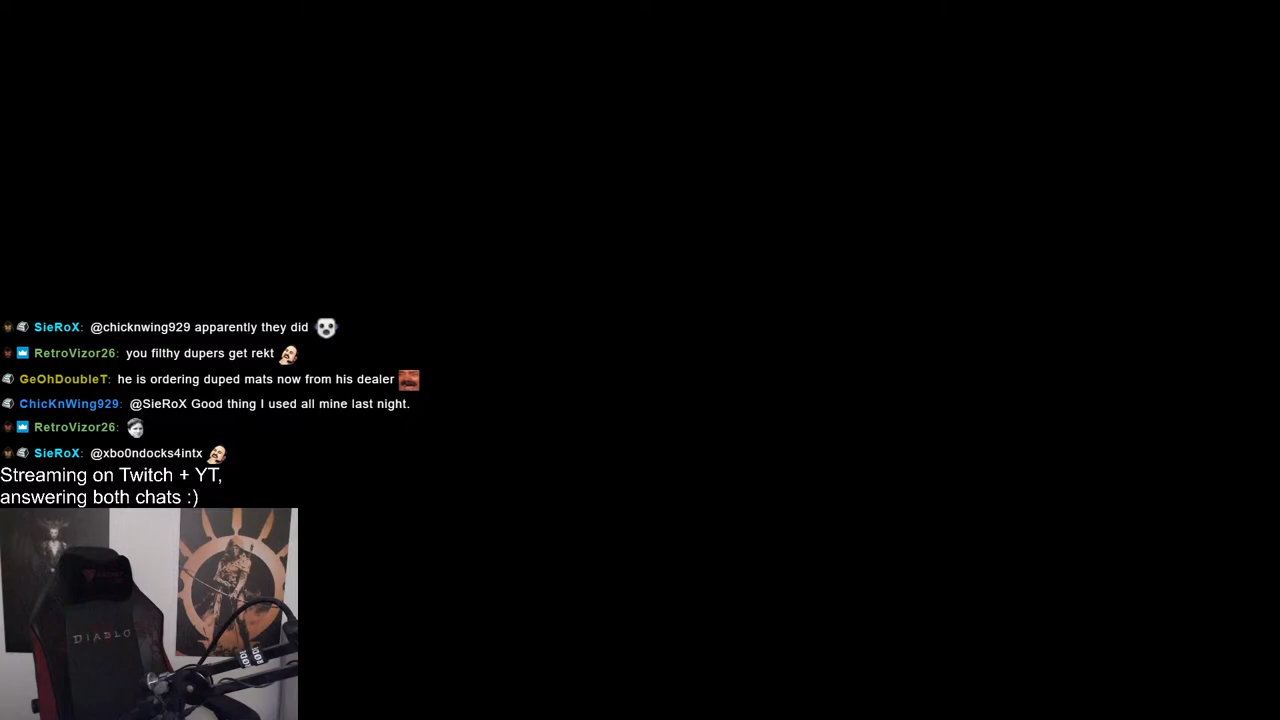 SieRoX: @chicknwing929 apparently they did
RetroVizor26: you filthy dupers get rekt
GeOhDoubleT: he is ordering duped mats now from his dealer
ChicKnWing929: @SieRoX Good thing I used all mine last night.
RetroVizor26:
SieRoX: @xbo0ndocks4intx
Streaming on Twitch + YT,
answering both chats :)
DIABLO